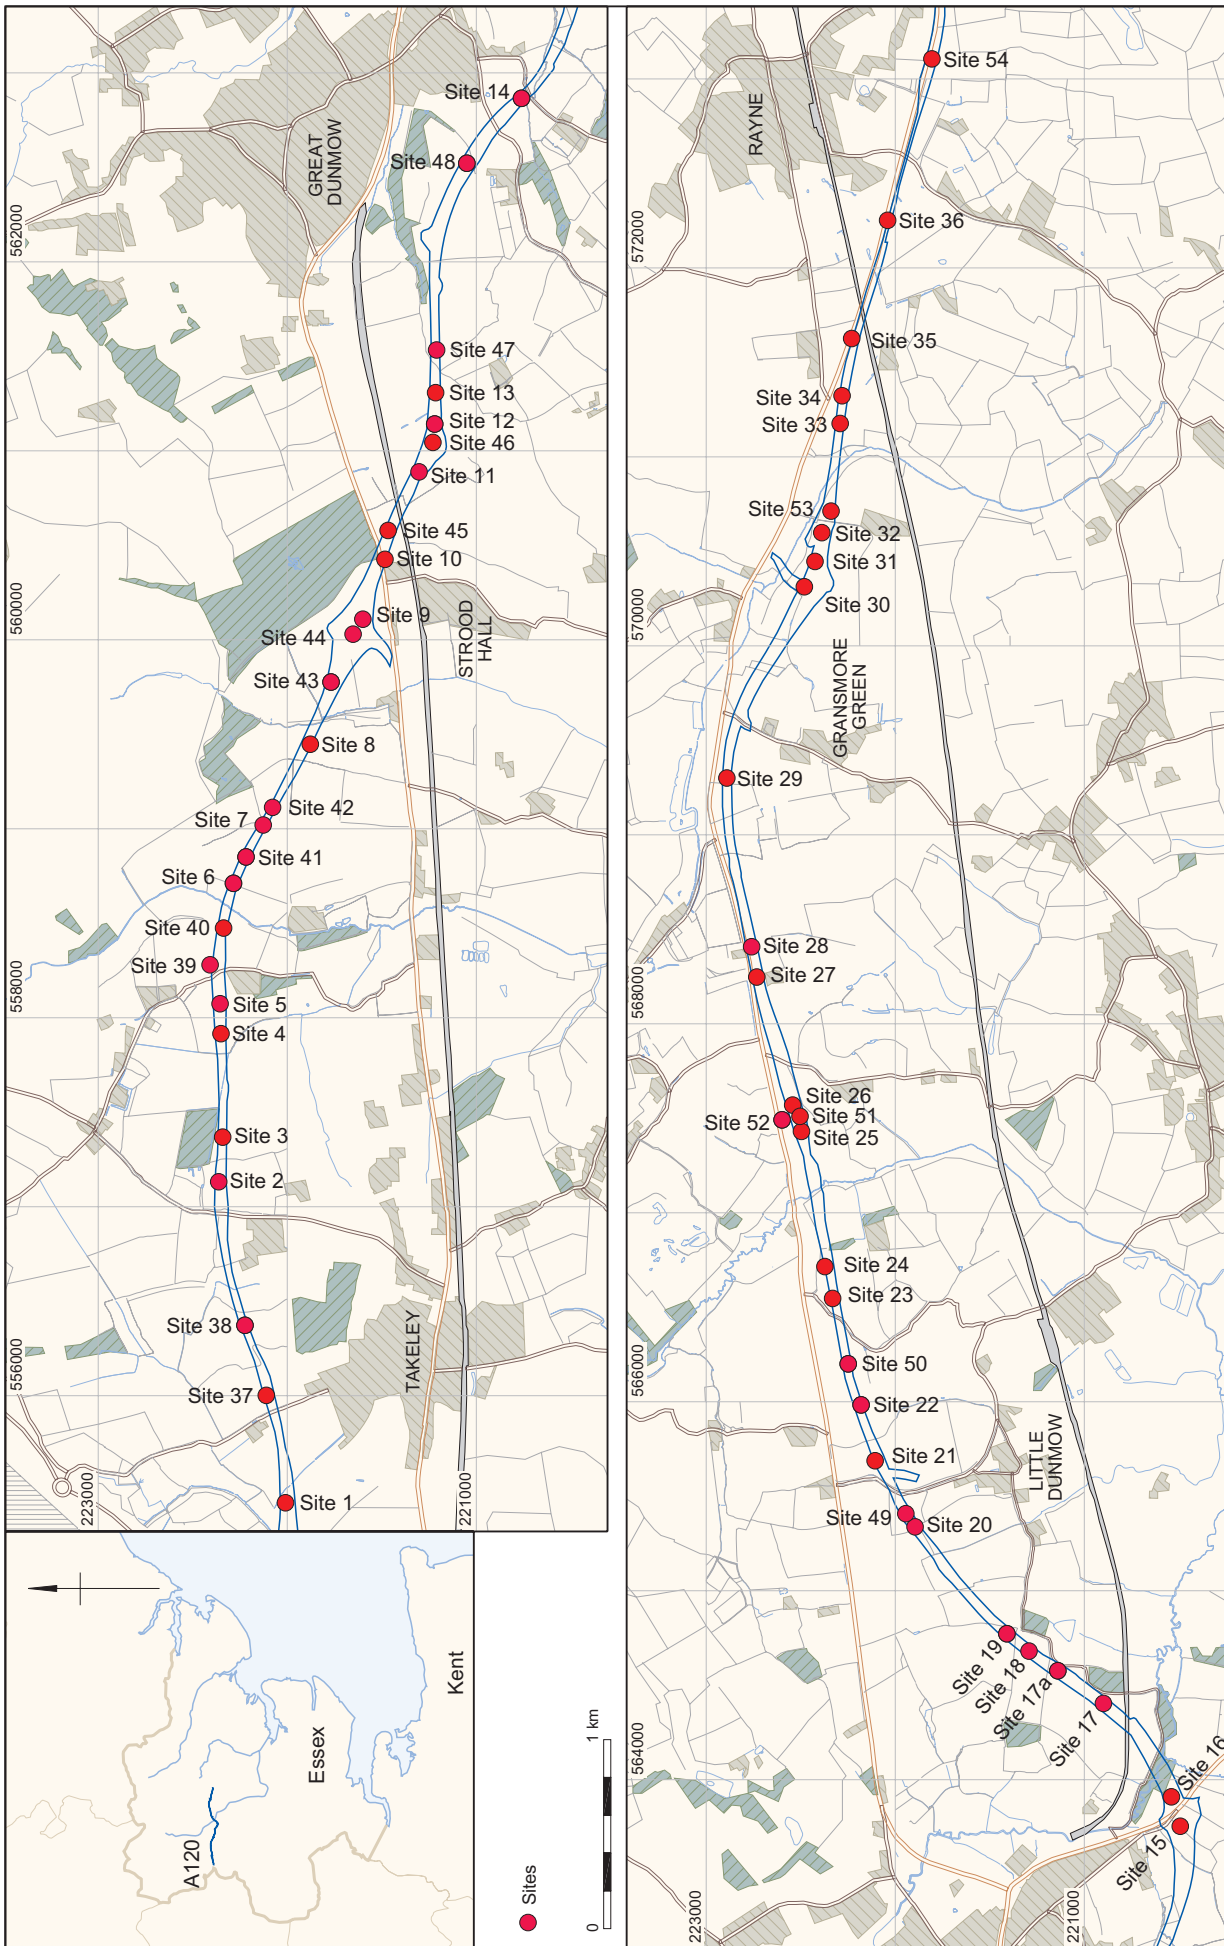 Site 14
Site 48
GREAT
DUNMOW
562000
Site 47
Site 13
Site 12
Site 46
Site 11
Site 45
Site 10
Site 9
Site 44
560000
STROOD
HALL
Site 43
Site 8
Site 42
Site 7
Site 41
Site 6
Site 40
Site 39
558000
Site 5
Site 4
Site 3
Site 2
Site 38
556000
TAKELEY
Site 37
Site 1
223000
221000
A120
Essex
Kent
Sites
0
1 km
Site 54
RAYNE
Site 36
572000
Site 35
Site 34
Site 33
Site 53
Site 32
Site 31
Site 30
570000
GRANSMORE
GREEN
Site 29
Site 28
Site 27
568000
Site 26
Site 51
Site 52
Site 25
Site 24
Site 23
Site 50
566000
Site 22
Site 21
LITTLE
DUNMOW
Site 49
Site 20
Site 19
Site 18
Site 17a
Site 17
564000
Site 16
Site 15
223000
221000